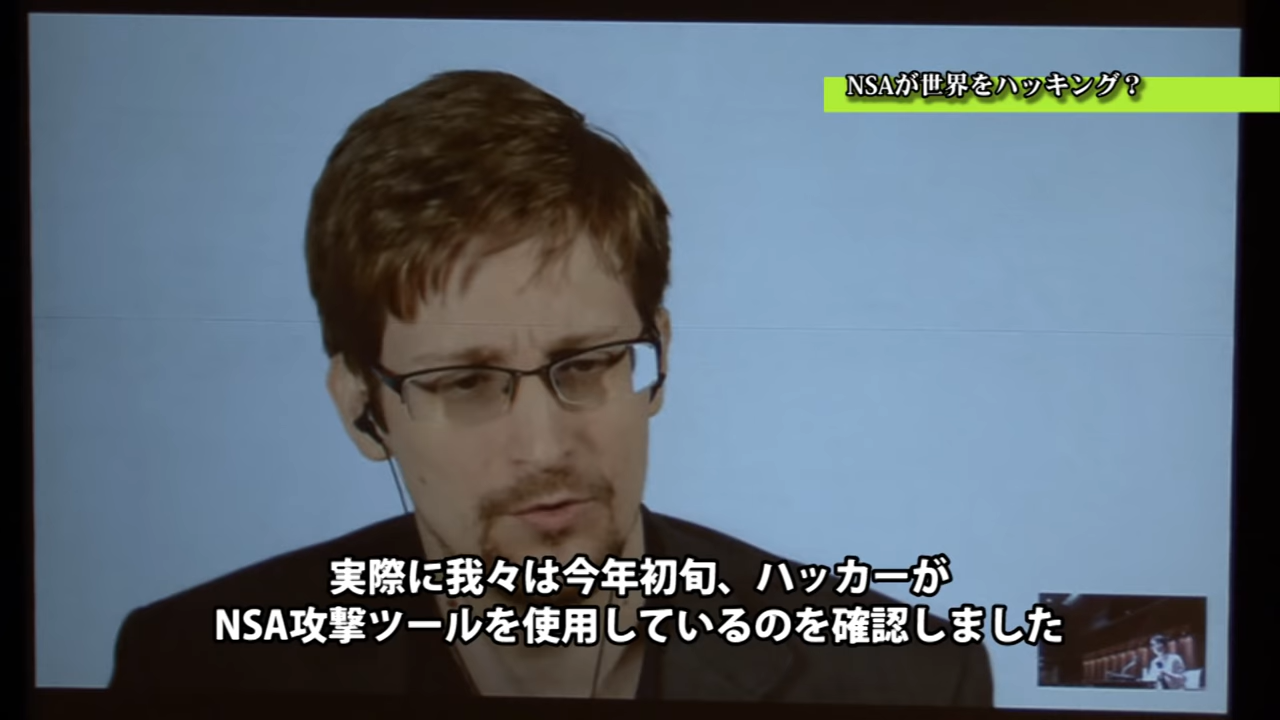 NSAが世界をハッキング？
実際に我々は今年初旬、ハッカーが
NSA攻撃ツールを使用しているのを確認しました